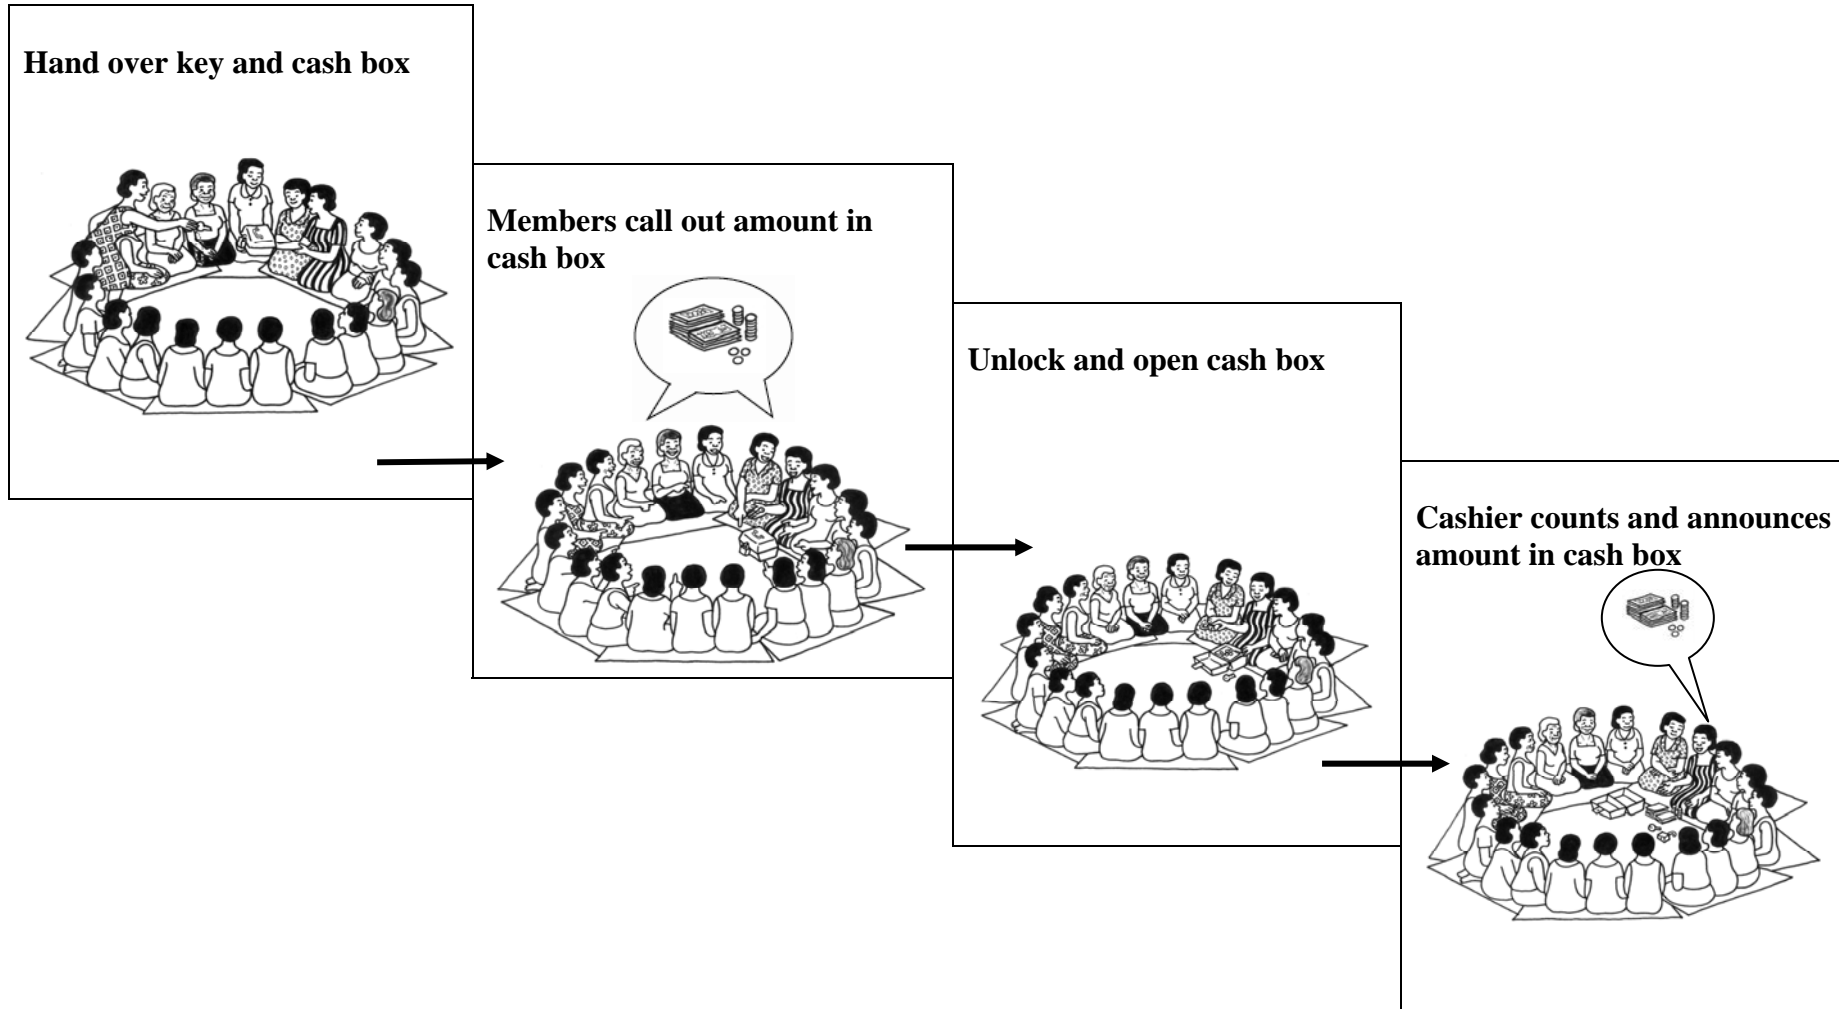 Hand over key and cash box
Members call out amount in
cash box
Unlock and open cash box
Cashier counts and announces
amount in cash box